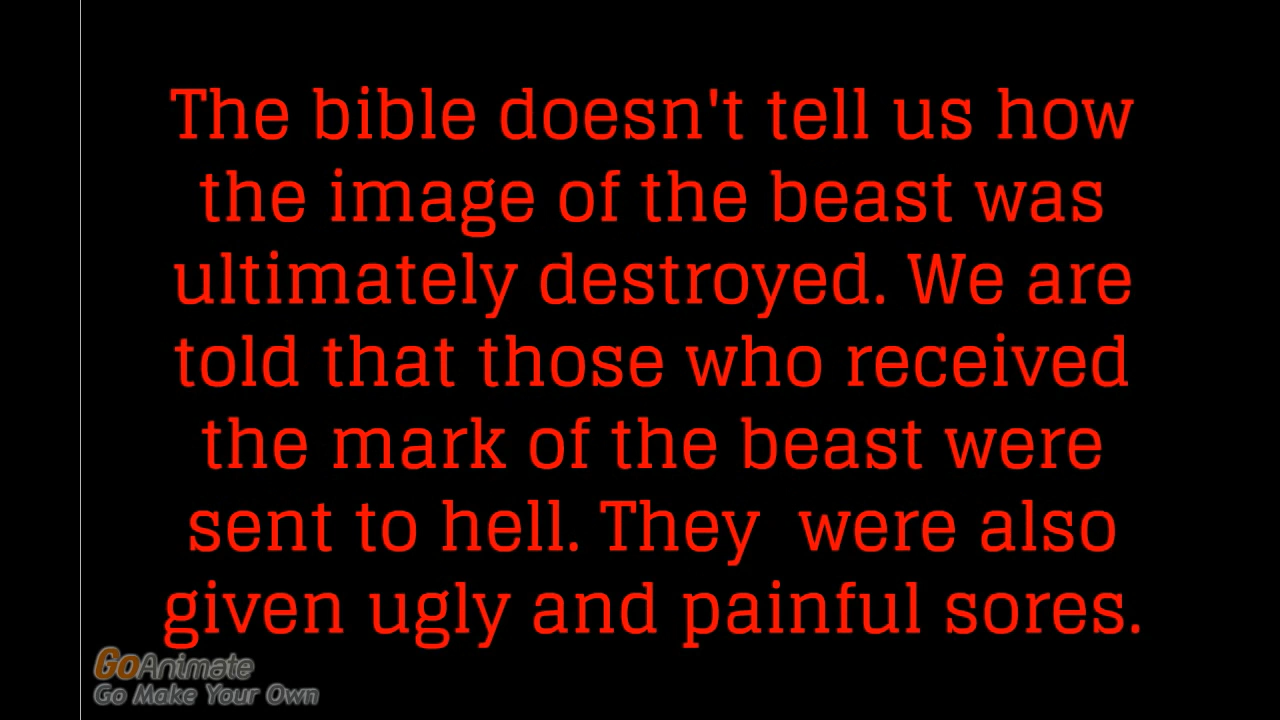 The bible doesn't tell us how
the image of the beast was
ultimately destroyed. We are
told that those who received
the mark of the beast were
sent to hell. They  were also
given ugly and painful sores.
GoAnimate
Go Make Your Own